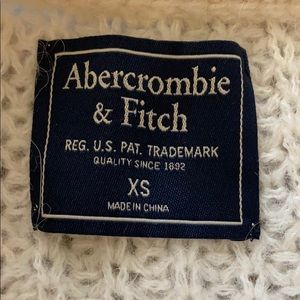 Abercrombie
& Fitch
REG. U.S. PAT. TRADEMARK
QUALITY SINCE 1892
XS
MADE IN CHINA